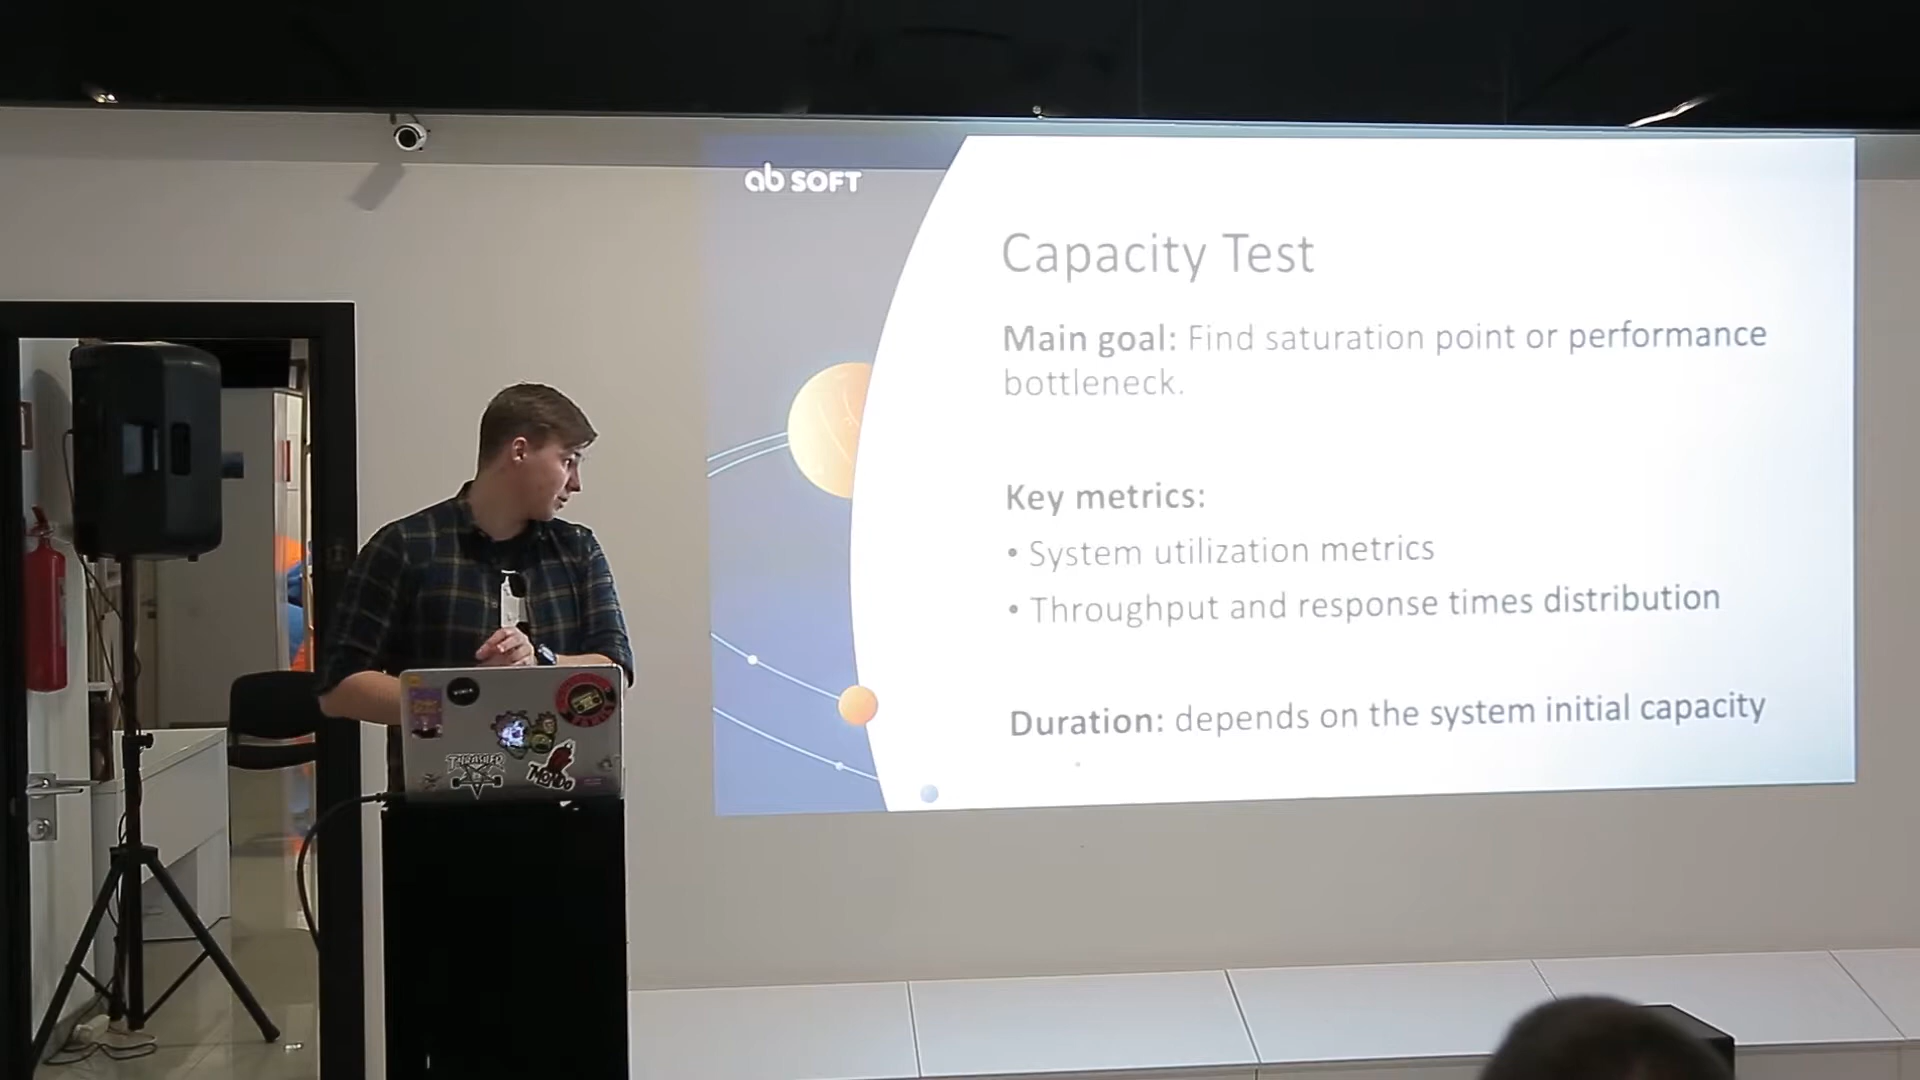 ab SOFT
Capacity Test
Main goal: Find saturation point or performance
bottleneck.
Key metrics:
• System utilization metrics
• Throughput and response times distribution
Duration: depends on the system initial capacity
THRASHER